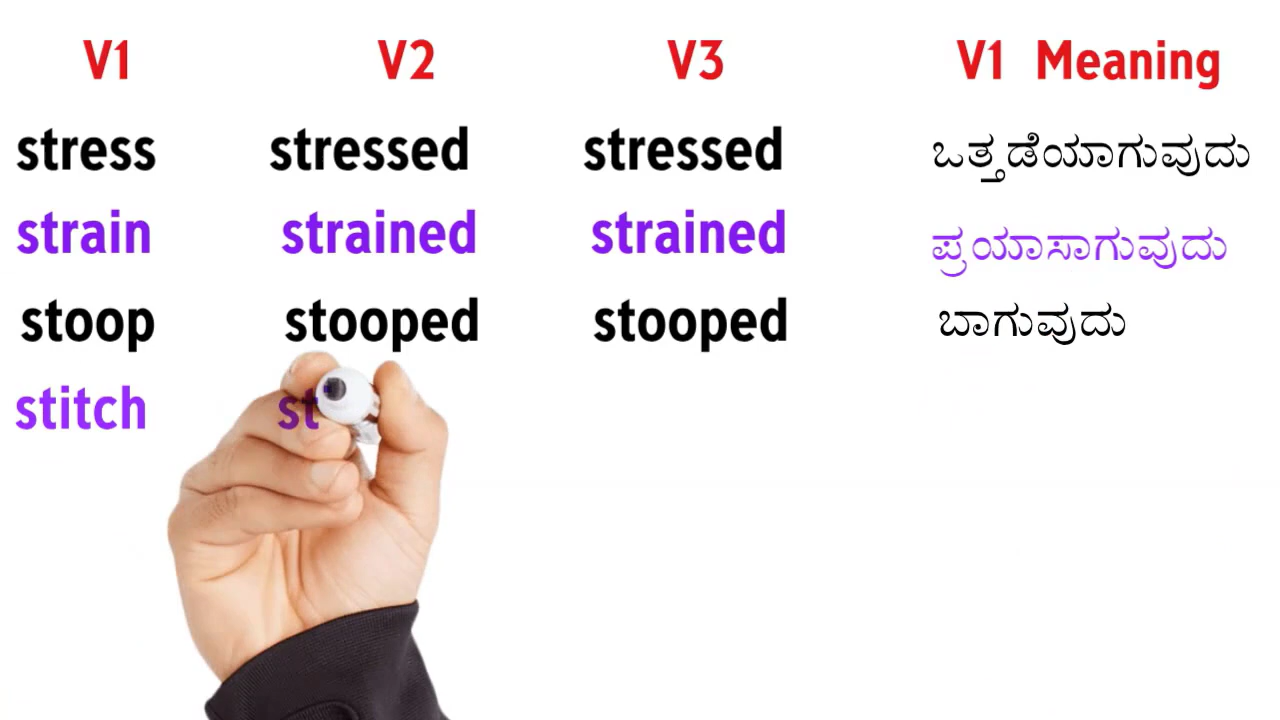 V1 V2 V3 V1 Meaning
stress stressed stressed ಒತ್ತಡೆಯಾಗುವುದು
strain strained strained ಪ್ರಯಾಸಾಗುವುದು
stoop stooped stooped ಬಾಗುವುದು
stitch st